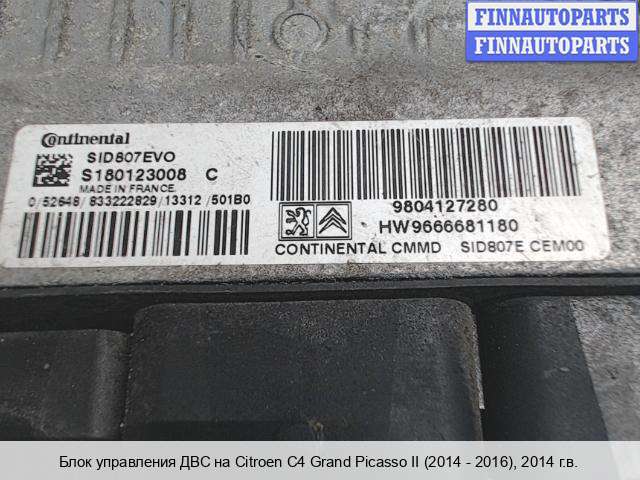 FINNAUTOPARTS
FINNAUTOPARTS
Continental
SID807EVO
S180123008 C
MADE IN FRANCE
0/52648/833222829/13312/501B0
9804127280
HW9666681180
CONTINENTAL CMMD SID807E CEM00
Блок управления ДВС на Citroen C4 Grand Picasso II (2014 - 2016), 2014 г.в.